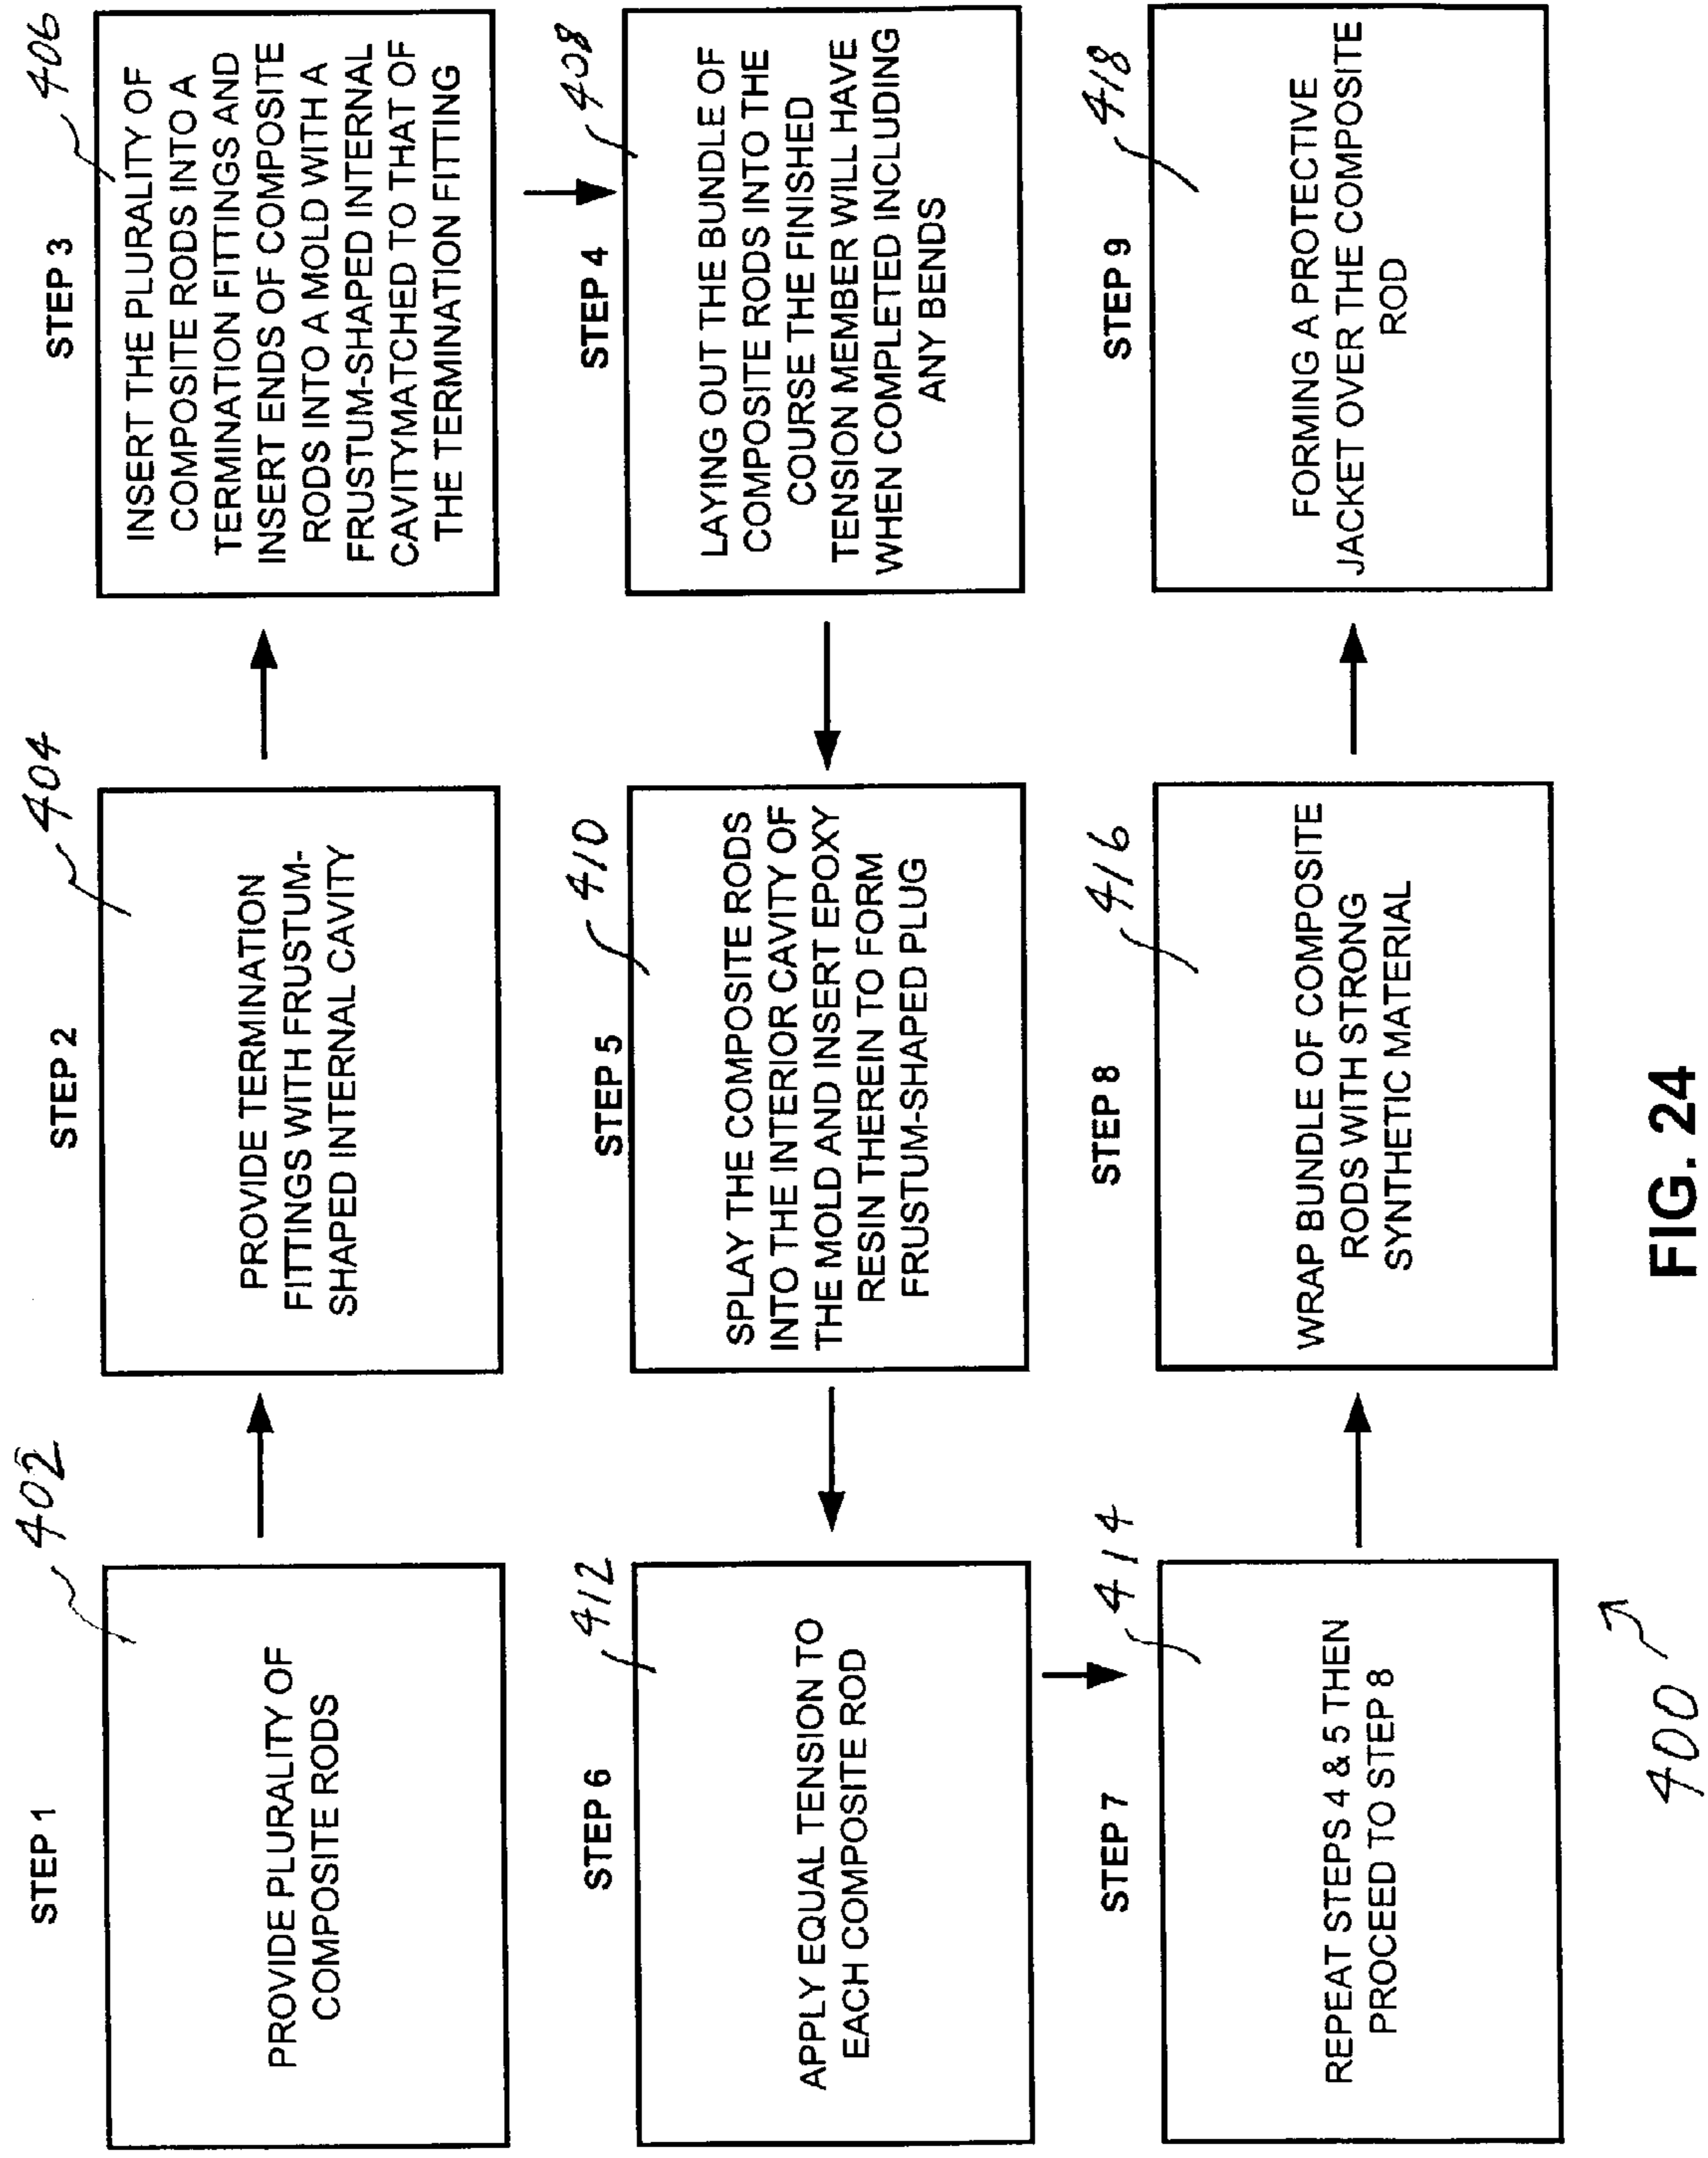 STEP 1
402
PROVIDE PLURALITY OF
COMPOSITE RODS
STEP 2
404
PROVIDE TERMINATION
FITTINGS WITH FRUSTUM-
SHAPED INTERNAL CAVITY
STEP 3
406
INSERT THE PLURALITY OF
COMPOSITE RODS INTO A
TERMINATION FITTINGS AND
INSERT ENDS OF COMPOSITE
RODS INTO A MOLD WITH A
FRUSTUM-SHAPED INTERNAL
CAVITYMATCHED TO THAT OF
THE TERMINATION FITTING
STEP 4
408
LAYING OUT THE BUNDLE OF
COMPOSITE RODS INTO THE
COURSE THE FINISHED
TENSION MEMBER WILL HAVE
WHEN COMPLETED INCLUDING
ANY BENDS
STEP 5
410
SPLAY THE COMPOSITE RODS
INTO THE INTERIOR CAVITY OF
THE MOLD AND INSERT EPOXY
RESIN THEREIN TO FORM
FRUSTUM-SHAPED PLUG
STEP 6
412
APPLY EQUAL TENSION TO
EACH COMPOSITE ROD
STEP 7
414
REPEAT STEPS 4 & 5 THEN
PROCEED TO STEP 8
STEP 8
416
WRAP BUNDLE OF COMPOSITE
RODS WITH STRONG
SYNTHETIC MATERIAL
STEP 9
418
FORMING A PROTECTIVE
JACKET OVER THE COMPOSITE
ROD
400
FIG. 24